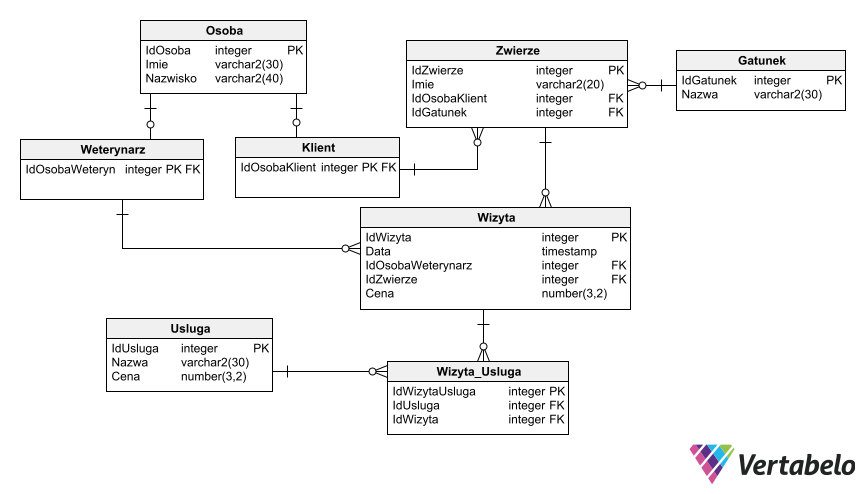 Osoba
IdOsoba integer PK
Imie varchar2(30)
Nazwisko varchar2(40)
Zwierze
IdZwierze integer PK
Imie varchar2(20)
IdOsobaKlient integer FK
IdGatunek integer FK
Gatunek
IdGatunek integer PK
Nazwa varchar2(30)
Weterynarz
IdOsobaWeteryn integer PK FK
Klient
IdOsobaKlient integer PK FK
Wizyta
IdWizyta integer PK
Data timestamp
IdOsobaWeterynarz integer FK
IdZwierze integer FK
Cena number(3,2)
Usluga
IdUsluga integer PK
Nazwa varchar2(30)
Cena number(3,2)
Wizyta_Usluga
IdWizytaUsluga integer PK
IdUsluga integer FK
IdWizyta integer FK
Vertabelo